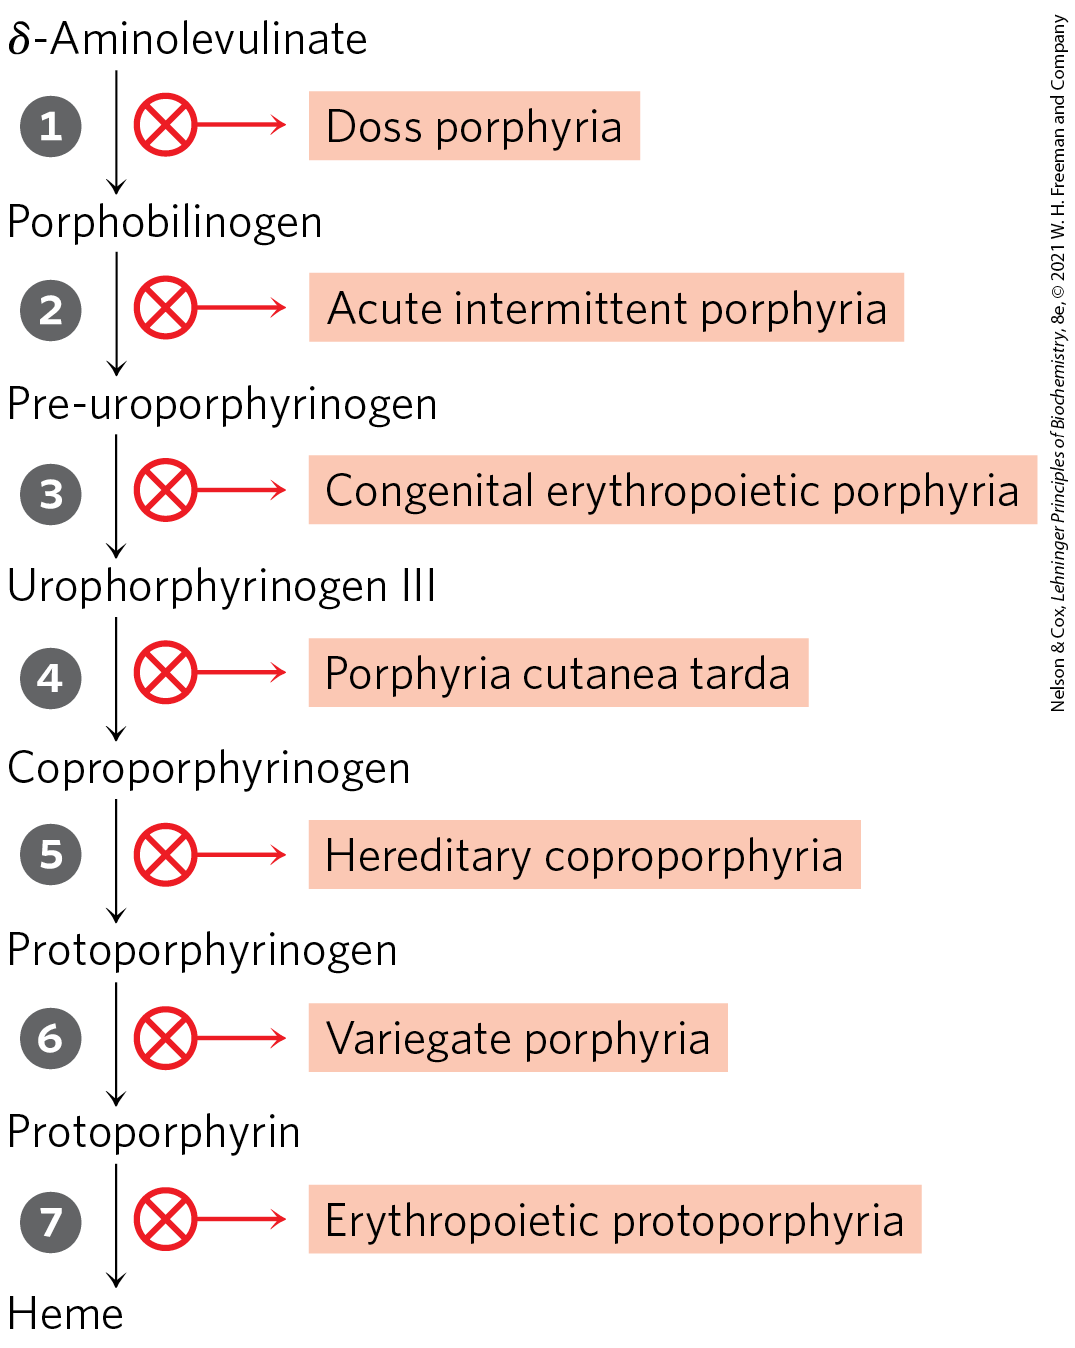 δ-Aminolevulinate
1
Doss porphyria
Porphobilinogen
2
Acute intermittent porphyria
Pre-uroporphyrinogen
3
Congenital erythropoietic porphyria
Urophorphyrinogen III
4
Porphyria cutanea tarda
Coproporphyrinogen
5
Hereditary coproporphyria
Protoporphyrinogen
6
Variegate porphyria
Protoporphyrin
7
Erythropoietic protoporphyria
Heme
Nelson & Cox, Lehninger Principles of Biochemistry, 8e, © 2021 W. H. Freeman and Company